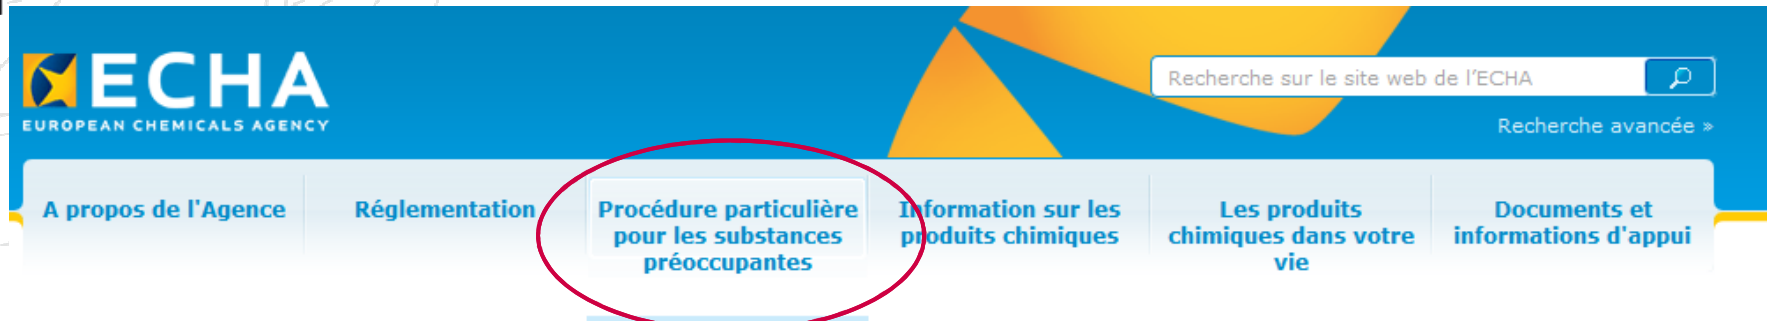 ECHA
EUROPEAN CHEMICALS AGENCY
Recherche sur le site web de l'ECHA
Recherche avancée »
A propos de l'Agence
Réglementation
Procédure particulière
pour les substances
préoccupantes
Information sur les
produits chimiques
Les produits
chimiques dans votre
vie
Documents et
informations d'appui